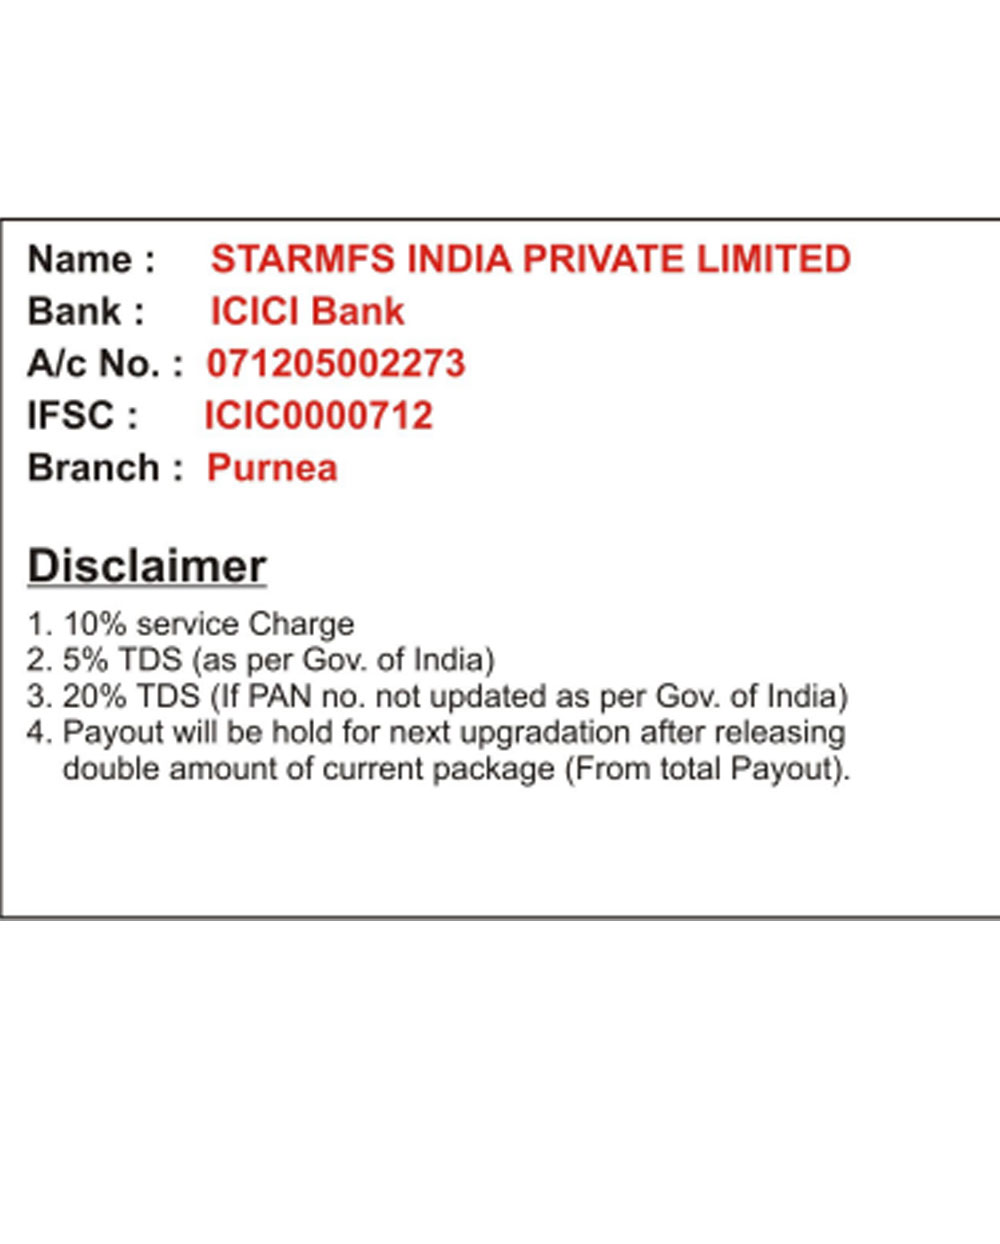 Name : STARMFS INDIA PRIVATE LIMITED
Bank : ICICI Bank
A/c No. : 071205002273
IFSC : ICIC0000712
Branch : Purnea
Disclaimer
1. 10% service Charge
2. 5% TDS (as per Gov. of India)
3. 20% TDS (If PAN no. not updated as per Gov. of India)
4. Payout will be hold for next upgradation after releasing
double amount of current package (From total Payout).